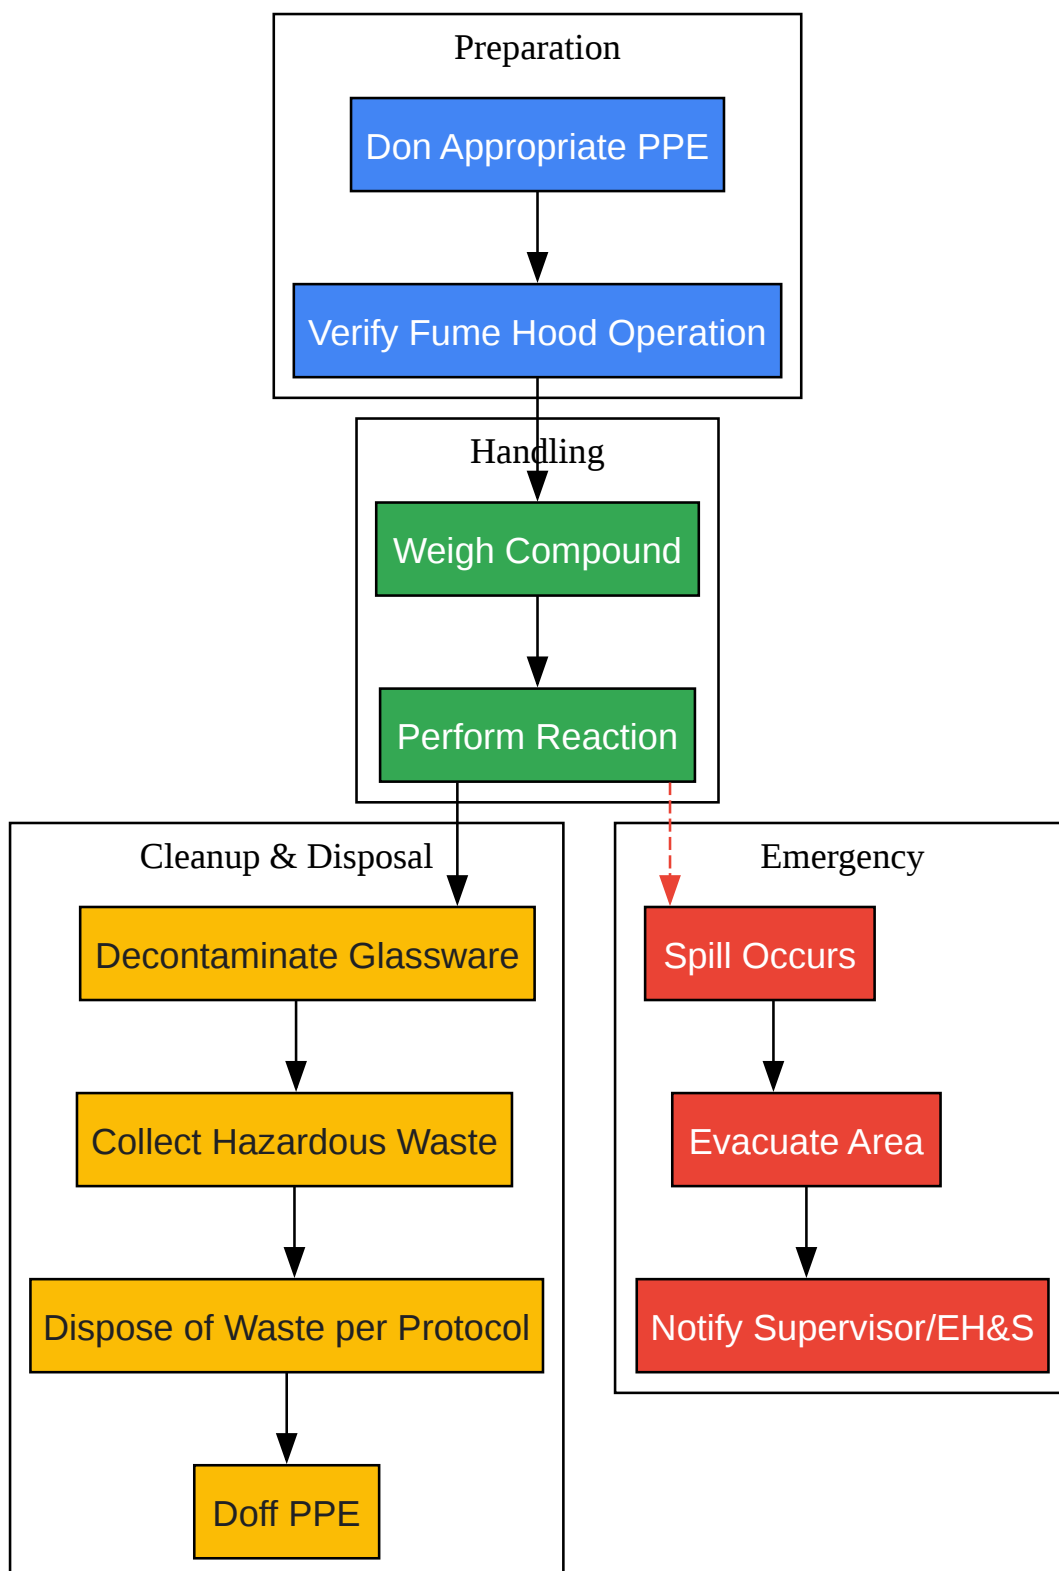 Preparation
Don Appropriate PPE
Verify Fume Hood Operation
Handling
Weigh Compound
Perform Reaction
Cleanup & Disposal
Decontaminate Glassware
Collect Hazardous Waste
Dispose of Waste per Protocol
Doff PPE
Emergency
Spill Occurs
Evacuate Area
Notify Supervisor/EH&S